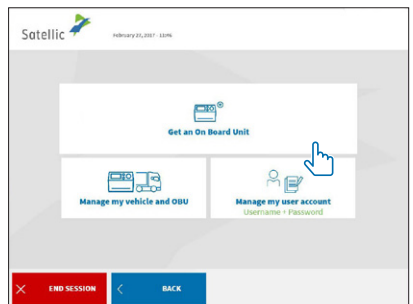 Satellic
February 20, 2017 - 11:46
Get an On Board Unit
Manage my vehicle and OBU
Manage my user account
Username + Password
END SESSION
BACK